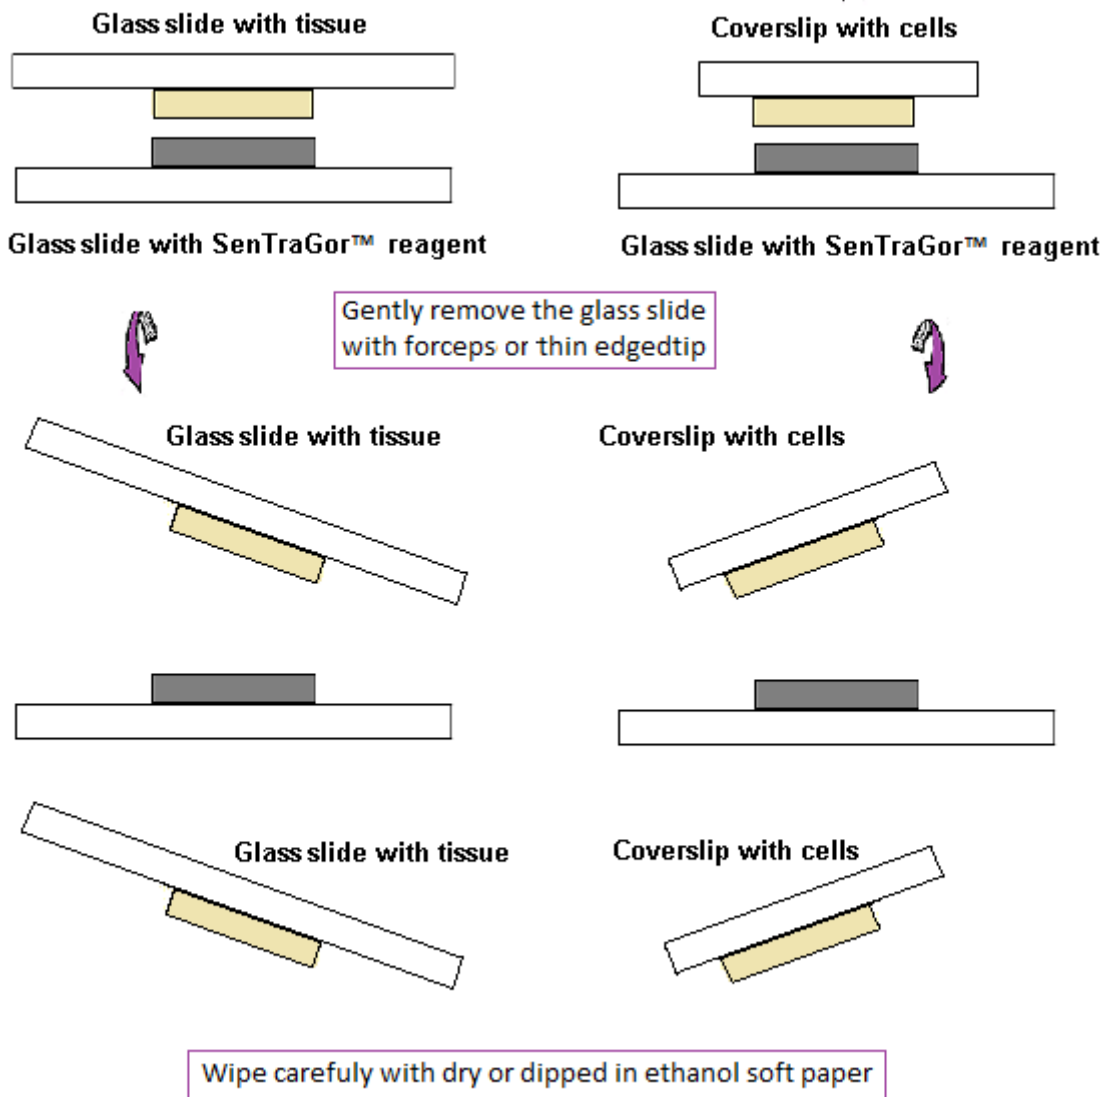 Glass slide with tissue
Coverslip with cells
Glass slide with SenTraGor™ reagent
Glass slide with SenTraGor™ reagent
Gently remove the glass slide
with forceps or thin edgedtip
Glass slide with tissue
Coverslip with cells
Glass slide with tissue
Coverslip with cells
Wipe carefuly with dry or dipped in ethanol soft paper